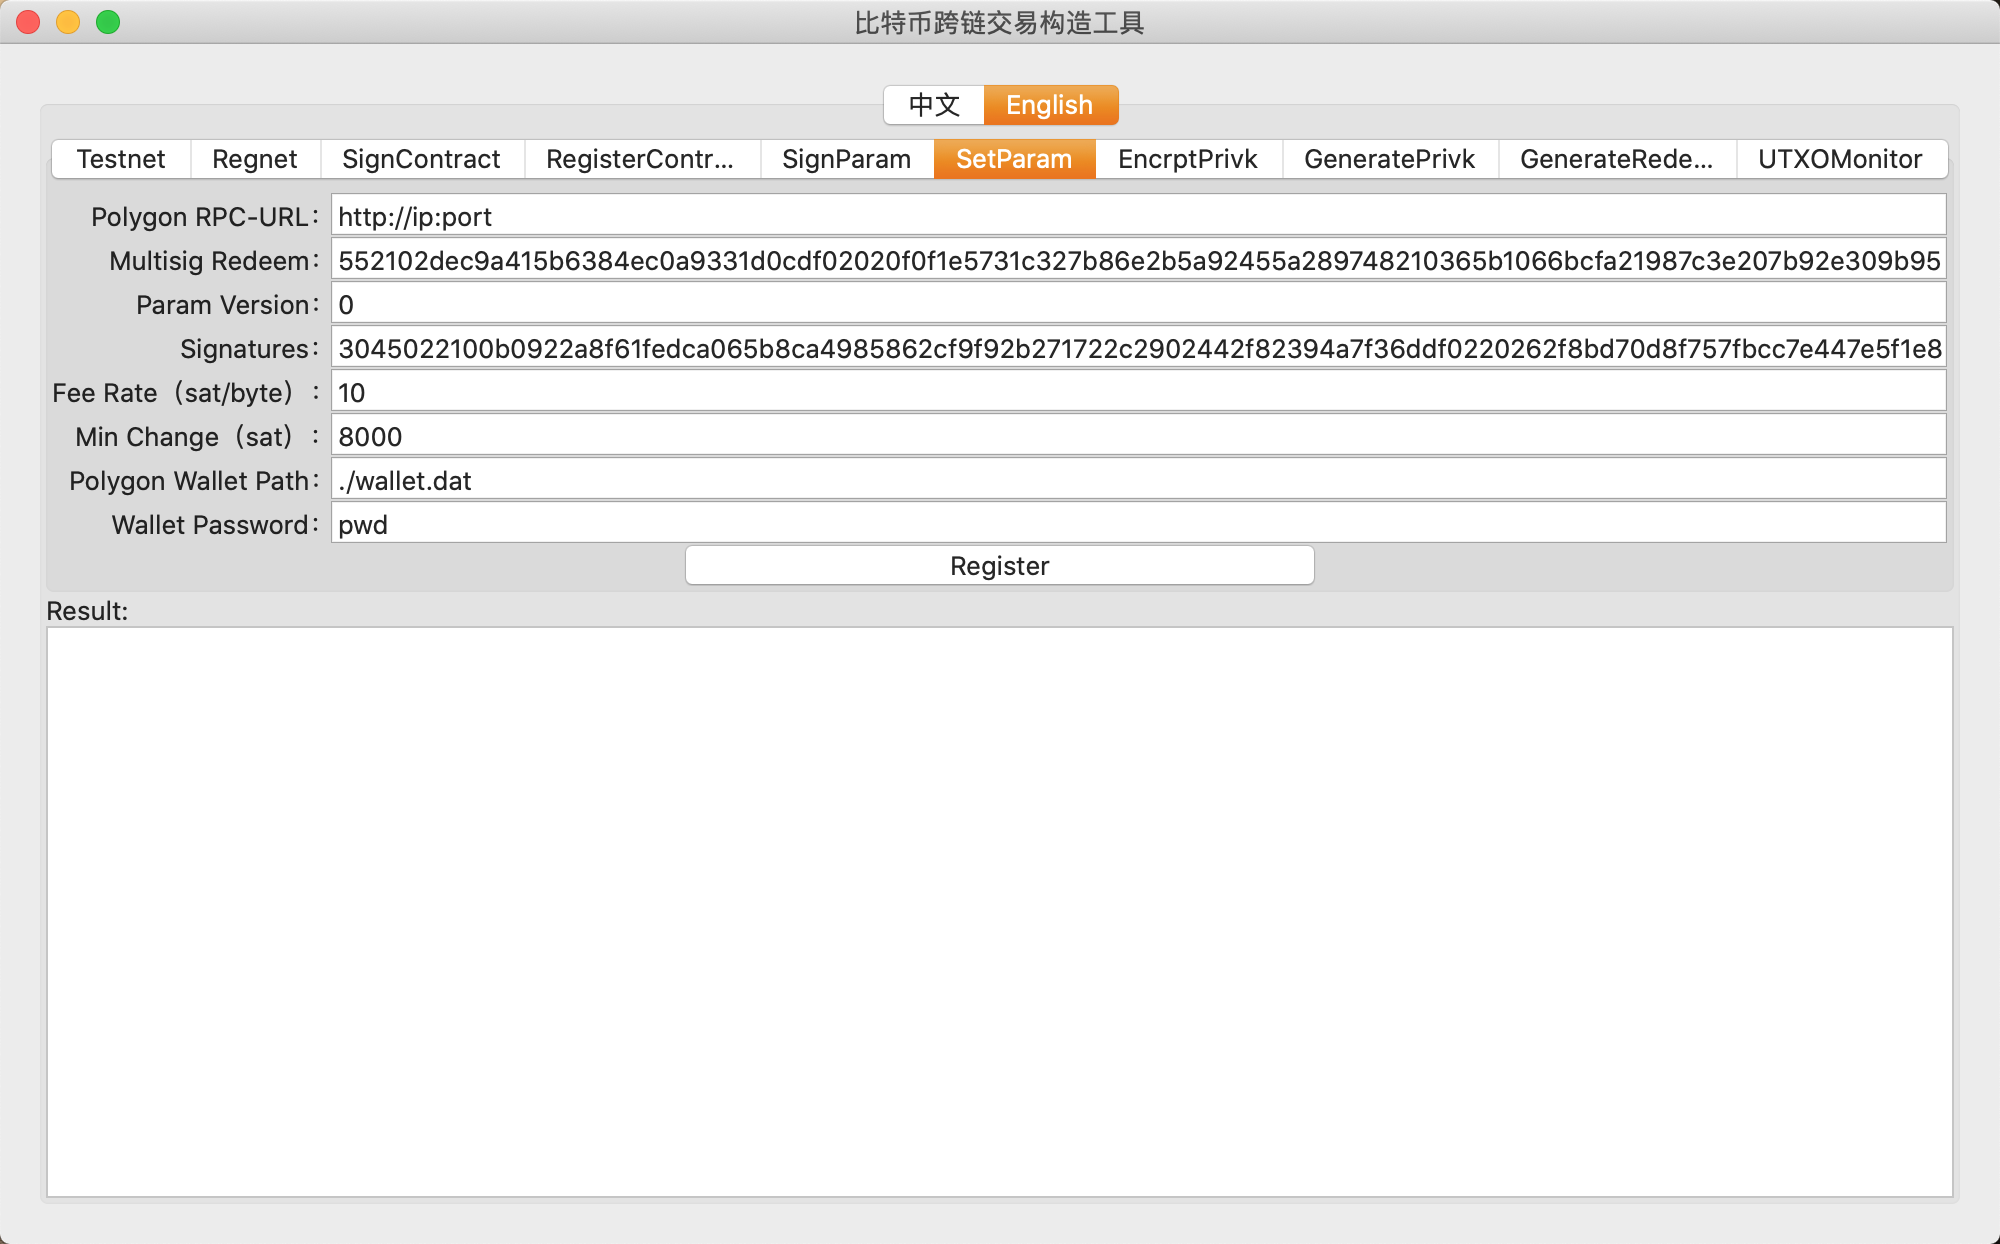 比特币跨链交易构造工具
中文 English
Testnet Regnet SignContract RegisterContr... SignParam SetParam EncrptPrivk GeneratePrivk GenerateRede... UTXOMonitor
Polygon RPC-URL: http://ip:port
Multisig Redeem: 552102dec9a415b6384ec0a9331d0cdf02020f0f1e5731c327b86e2b5a92455a289748210365b1066bcfa21987c3e207b92e309b95
Param Version: 0
Signatures: 3045022100b0922a8f61fedca065b8ca4985862cf9f92b271722c2902442f82394a7f36ddf0220262f8bd70d8f757fbcc7e447e5f1e8
Fee Rate（sat/byte）: 10
Min Change（sat）: 8000
Polygon Wallet Path: ./wallet.dat
Wallet Password: pwd
Register
Result: